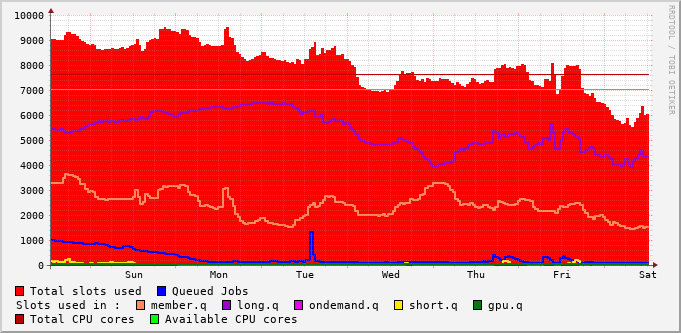 10000
9000
8000
7000
6000
5000
4000
3000
2000
1000
0
Sun Mon Tue Wed Thu Fri Sat
Total slots used Queued Jobs
Slots used in : member.q long.q ondemand.q short.q gpu.q
Total CPU cores Available CPU cores
RRDTOOL / TOBI OETIKER